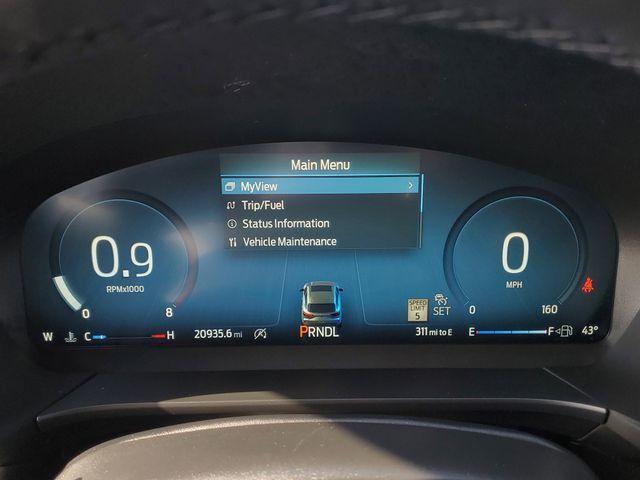 Main Menu
MyView
Trip/Fuel
Status Information
Vehicle Maintenance
0.9
RPMx1000
0 8
0
MPH
0 160
SPEED
LIMIT
5
SET
W C H 20935.6 mi PRNDL 311 mi to E E F 43°